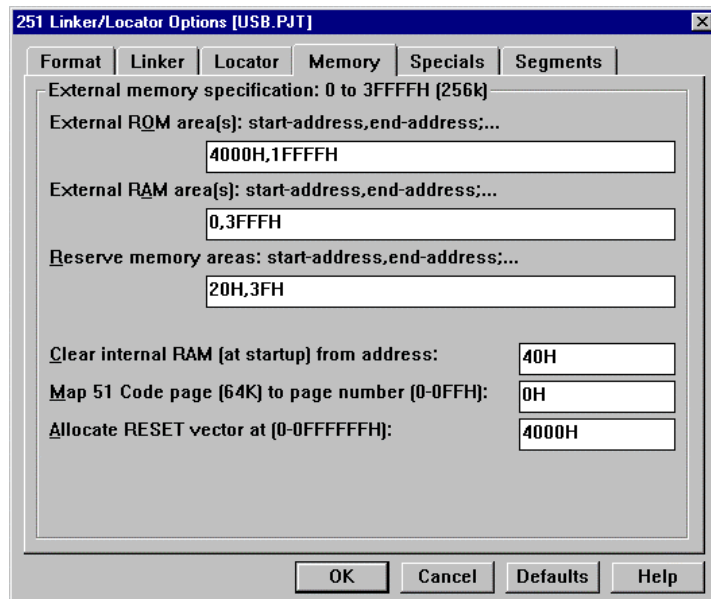 251 Linker/Locator Options [USB.PJT]
Format Linker Locator Memory Specials Segments
External memory specification: 0 to 3FFFFH (256k)
External ROM area(s): start-address,end-address;...
4000H,1FFFFH
External RAM area(s): start-address,end-address;...
0,3FFFH
Reserve memory areas: start-address,end-address;...
20H,3FH
Clear internal RAM (at startup) from address: 40H
Map 51 Code page (64K) to page number (0-0FFH): 0H
Allocate RESET vector at (0-0FFFFFFH): 4000H
OK Cancel Defaults Help